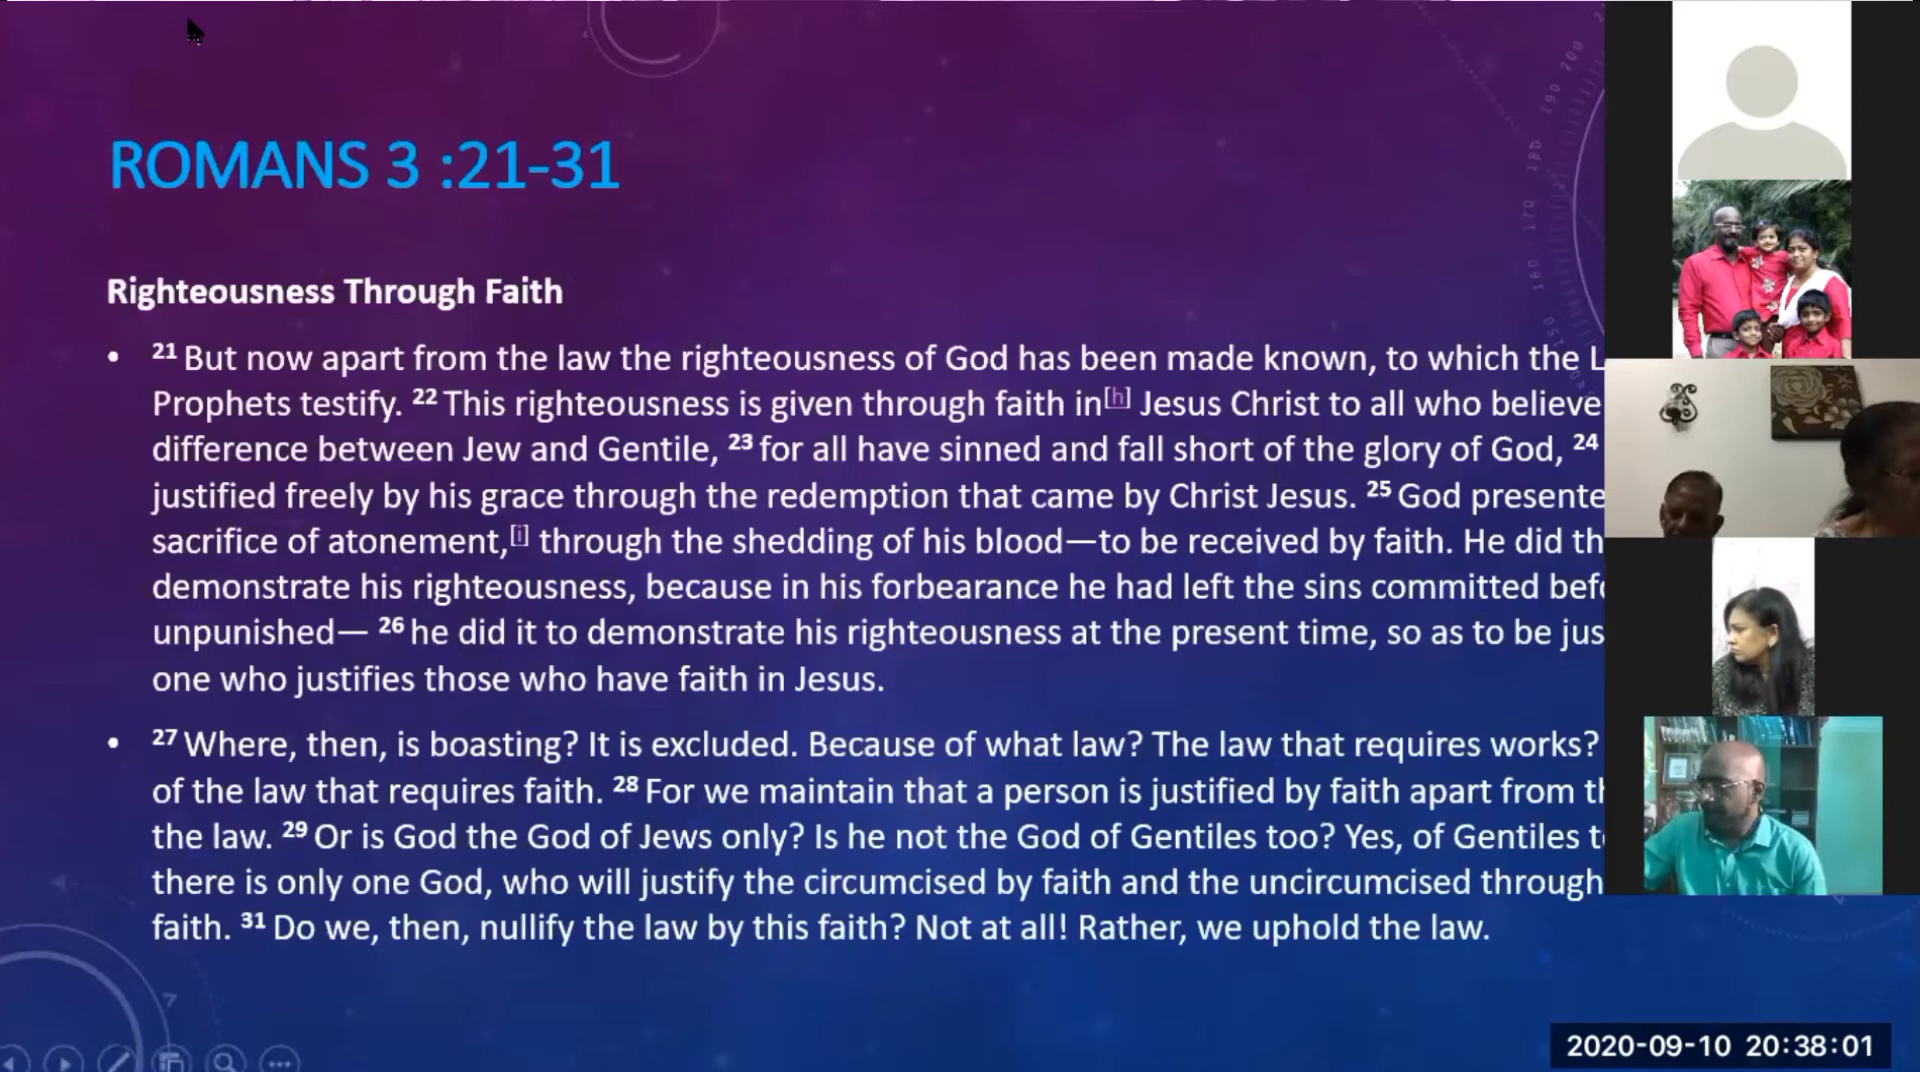 ROMANS 3 :21-31
Righteousness Through Faith
• 21 But now apart from the law the righteousness of God has been made known, to which the L
Prophets testify. 22 This righteousness is given through faith in[h] Jesus Christ to all who believe
difference between Jew and Gentile, 23 for all have sinned and fall short of the glory of God, 24
justified freely by his grace through the redemption that came by Christ Jesus. 25 God presente
sacrifice of atonement,[i] through the shedding of his blood—to be received by faith. He did th
demonstrate his righteousness, because in his forbearance he had left the sins committed befo
unpunished— 26 he did it to demonstrate his righteousness at the present time, so as to be jus
one who justifies those who have faith in Jesus.
• 27 Where, then, is boasting? It is excluded. Because of what law? The law that requires works?
of the law that requires faith. 28 For we maintain that a person is justified by faith apart from th
the law. 29 Or is God the God of Jews only? Is he not the God of Gentiles too? Yes, of Gentiles t
there is only one God, who will justify the circumcised by faith and the uncircumcised through
faith. 31 Do we, then, nullify the law by this faith? Not at all! Rather, we uphold the law.
2020-09-10 20:38:01